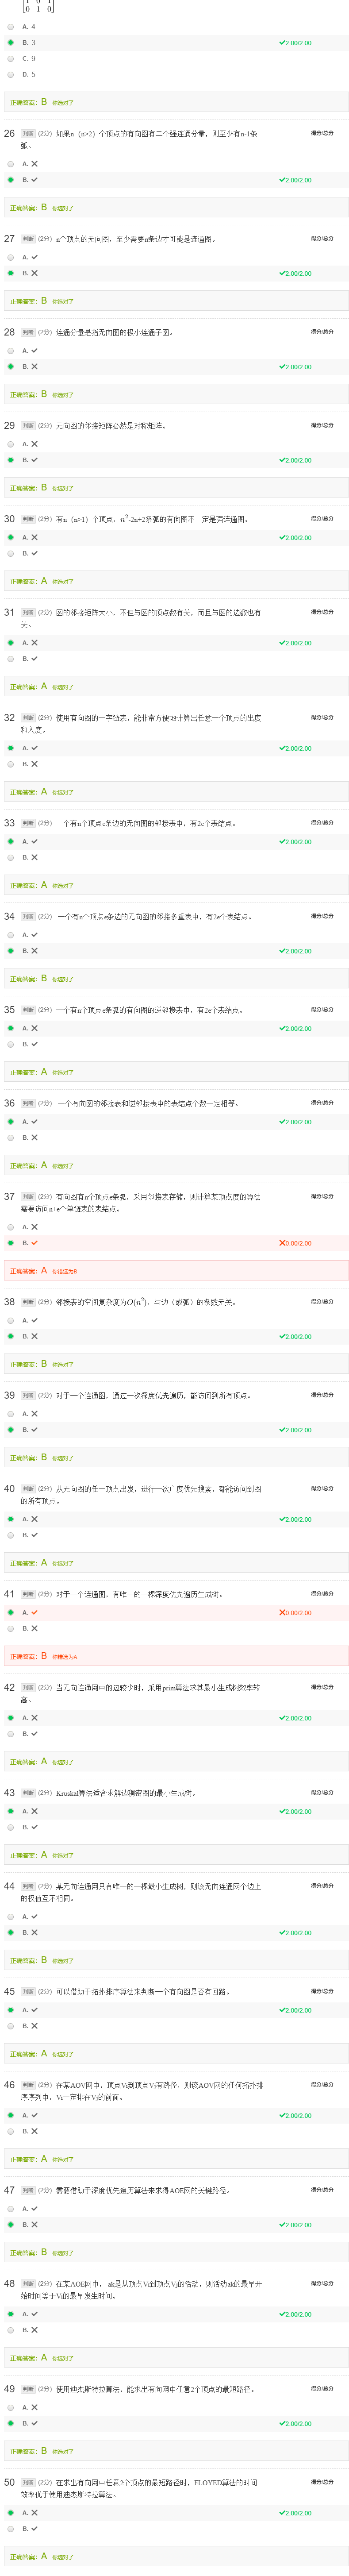 1 0 1
0 1 0
A. 4
B. 3
2.00/2.00
C. 9
D. 5
正确答案：B 你选对了
26 判断 (2分) 如果n（n>2）个顶点的有向图有二个强连通分量，则至少有n-1条 得分/总分
弧。
A. ✖
B. ✔
2.00/2.00
正确答案：B 你选对了
27 判断 (2分) n个顶点的无向图，至少需要n条边才可能是连通图。 得分/总分
A. ✔
B. ✖
2.00/2.00
正确答案：B 你选对了
28 判断 (2分) 连通分量是指无向图的极小连通子图。 得分/总分
A. ✔
B. ✖
2.00/2.00
正确答案：B 你选对了
29 判断 (2分) 无向图的邻接矩阵必然是对称矩阵。 得分/总分
A. ✖
B. ✔
2.00/2.00
正确答案：B 你选对了
30 判断 (2分) 有n（n>1）个顶点，n²-2n+2条弧的有向图不一定是强连通图。 得分/总分
A. ✖
2.00/2.00
B. ✔
正确答案：A 你选对了
31 判断 (2分) 图的邻接矩阵大小，不但与图的顶点数有关，而且与图的边数也有 得分/总分
关。
A. ✖
2.00/2.00
B. ✔
正确答案：A 你选对了
32 判断 (2分) 使用有向图的十字链表，能非常方便地计算出任意一个顶点的出度 得分/总分
和入度。
A. ✔
2.00/2.00
B. ✖
正确答案：A 你选对了
33 判断 (2分) 一个有n个顶点e条边的无向图的邻接表中，有2e个表结点。 得分/总分
A. ✔
2.00/2.00
B. ✖
正确答案：A 你选对了
34 判断 (2分) 一个有n个顶点e条边的无向图的邻接多重表中，有2e个表结点。 得分/总分
A. ✔
B. ✖
2.00/2.00
正确答案：B 你选对了
35 判断 (2分) 一个有n个顶点e条弧的有向图的逆邻接表中，有2e个表结点。 得分/总分
A. ✖
2.00/2.00
B. ✔
正确答案：A 你选对了
36 判断 (2分) 一个有向图的邻接表和逆邻接表中的表结点个数一定相等。 得分/总分
A. ✔
2.00/2.00
B. ✖
正确答案：A 你选对了
37 判断 (2分) 有向图有n个顶点e条弧，采用邻接表存储，则计算某顶点度的算法 得分/总分
需要访问n+e个单链表的表结点。
A. ✖
B. ✔
0.00/2.00
正确答案：A 你错选为B
38 判断 (2分) 邻接表的空间复杂度为O(n²)，与边（或弧）的条数无关。 得分/总分
A. ✔
B. ✖
2.00/2.00
正确答案：B 你选对了
39 判断 (2分) 对于一个连通图，通过一次深度优先遍历，能访问到所有顶点。 得分/总分
A. ✖
B. ✔
2.00/2.00
正确答案：B 你选对了
40 判断 (2分) 从无向图的任一顶点出发，进行一次广度优先搜素，都能访问到图 得分/总分
的所有顶点。
A. ✖
2.00/2.00
B. ✔
正确答案：A 你选对了
41 判断 (2分) 对于一个连通图，有唯一的一棵深度优先遍历生成树。 得分/总分
A. ✔
0.00/2.00
B. ✖
正确答案：B 你错选为A
42 判断 (2分) 当无向连通网中的边较少时，采用prim算法求其最小生成树效率较 得分/总分
高。
A. ✖
2.00/2.00
B. ✔
正确答案：A 你选对了
43 判断 (2分) Kruskal算法适合求解边稠密图的最小生成树。 得分/总分
A. ✖
2.00/2.00
B. ✔
正确答案：A 你选对了
44 判断 (2分) 某无向连通网只有唯一的一棵最小生成树，则该无向连通网个边上 得分/总分
的权值互不相同。
A. ✔
B. ✖
2.00/2.00
正确答案：B 你选对了
45 判断 (2分) 可以借助于拓扑排序算法来判断一个有向图是否有回路。 得分/总分
A. ✔
2.00/2.00
B. ✖
正确答案：A 你选对了
46 判断 (2分) 在某AOV网中，顶点Vi到顶点Vj有路径，则该AOV网的任何拓扑排 得分/总分
序序列中，Vi一定排在Vj的前面。
A. ✔
2.00/2.00
B. ✖
正确答案：A 你选对了
47 判断 (2分) 需要借助于深度优先遍历算法来求得AOE网的关键路径。 得分/总分
A. ✔
B. ✖
2.00/2.00
正确答案：B 你选对了
48 判断 (2分) 在某AOE网中， ak是从顶点Vi到顶点Vj的活动，则活动ak的最早开 得分/总分
始时间等于Vi的最早发生时间。
A. ✔
2.00/2.00
B. ✖
正确答案：A 你选对了
49 判断 (2分) 使用迪杰斯特拉算法，能求出有向网中任意2个顶点的最短路径。 得分/总分
A. ✖
B. ✔
2.00/2.00
正确答案：B 你选对了
50 判断 (2分) 在求出有向网中任意2个顶点的最短路径时，FLOYED算法的时间 得分/总分
效率优于使用迪杰斯特拉算法。
A. ✖
2.00/2.00
B. ✔
正确答案：A 你选对了